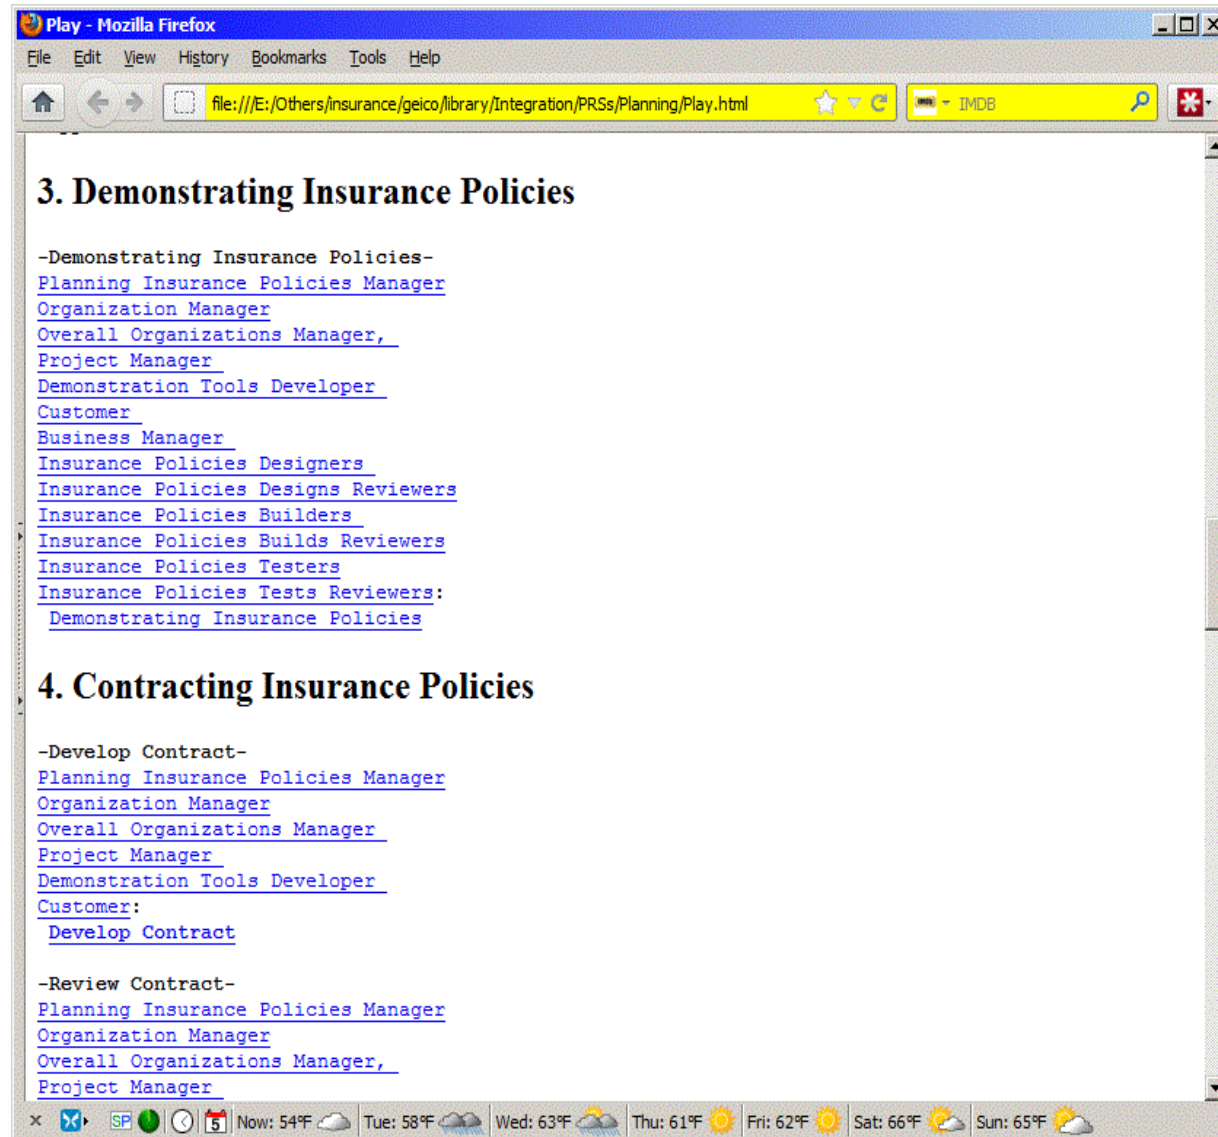 Play - Mozilla Firefox
File Edit View History Bookmarks Tools Help
file:///E:/Others/insurance/geico/library/Integration/PRSs/Planning/Play.html IMDB
3. Demonstrating Insurance Policies
-Demonstrating Insurance Policies-
Planning Insurance Policies Manager
Organization Manager
Overall Organizations Manager,
Project Manager
Demonstration Tools Developer
Customer
Business Manager
Insurance Policies Designers
Insurance Policies Designs Reviewers
Insurance Policies Builders
Insurance Policies Builds Reviewers
Insurance Policies Testers
Insurance Policies Tests Reviewers:
Demonstrating Insurance Policies
4. Contracting Insurance Policies
-Develop Contract-
Planning Insurance Policies Manager
Organization Manager
Overall Organizations Manager
Project Manager
Demonstration Tools Developer
Customer:
Develop Contract
-Review Contract-
Planning Insurance Policies Manager
Organization Manager
Overall Organizations Manager,
Project Manager
SP 5 Now: 54°F Tue: 58°F Wed: 63°F Thu: 61°F Fri: 62°F Sat: 66°F Sun: 65°F